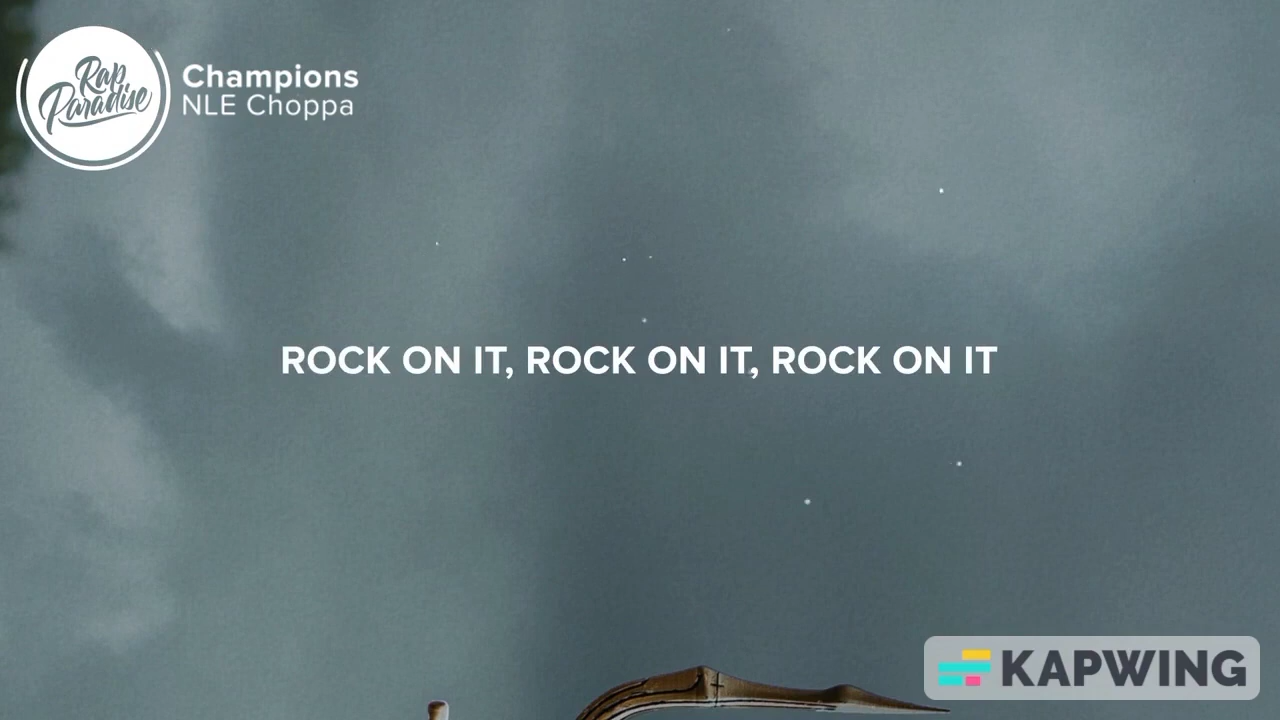 Rap
Paradise
Champions
NLE Choppa
ROCK ON IT, ROCK ON IT, ROCK ON IT
KAPWING